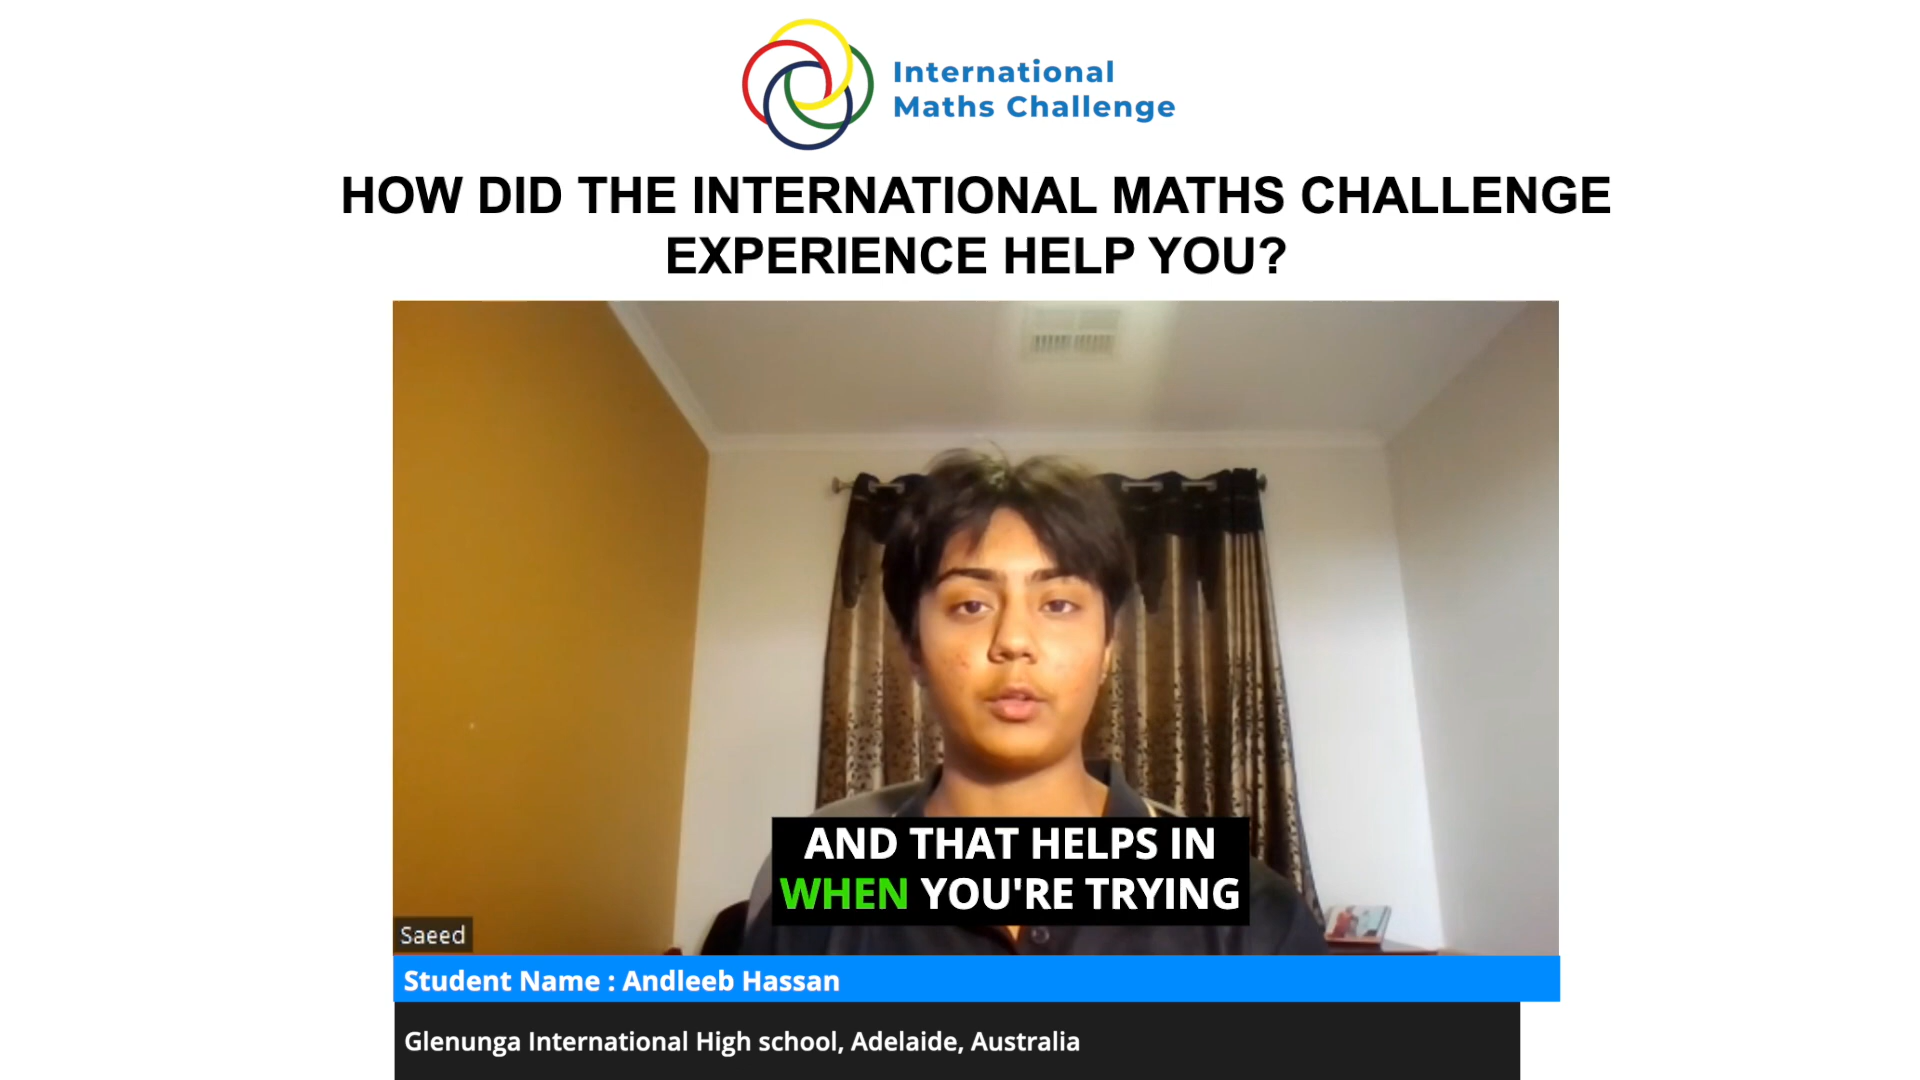 International
Maths Challenge
HOW DID THE INTERNATIONAL MATHS CHALLENGE
EXPERIENCE HELP YOU?
AND THAT HELPS IN
WHEN YOU'RE TRYING
Saeed
Student Name : Andleeb Hassan
Glenunga International High school, Adelaide, Australia